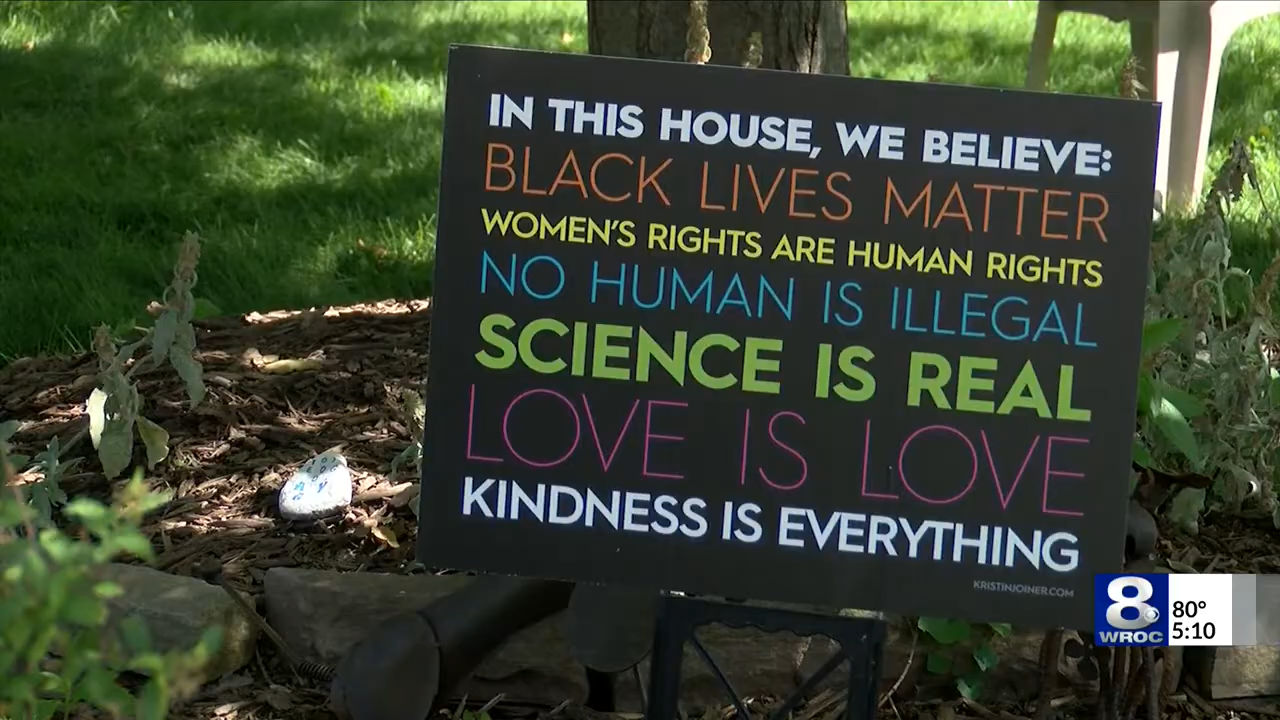 IN THIS HOUSE, WE BELIEVE:
BLACK LIVES MATTER
WOMEN'S RIGHTS ARE HUMAN RIGHTS
NO HUMAN IS ILLEGAL
SCIENCE IS REAL
LOVE IS LOVE
KINDNESS IS EVERYTHING
KRISTINJOINER.COM
8
WROC
80°
5:10